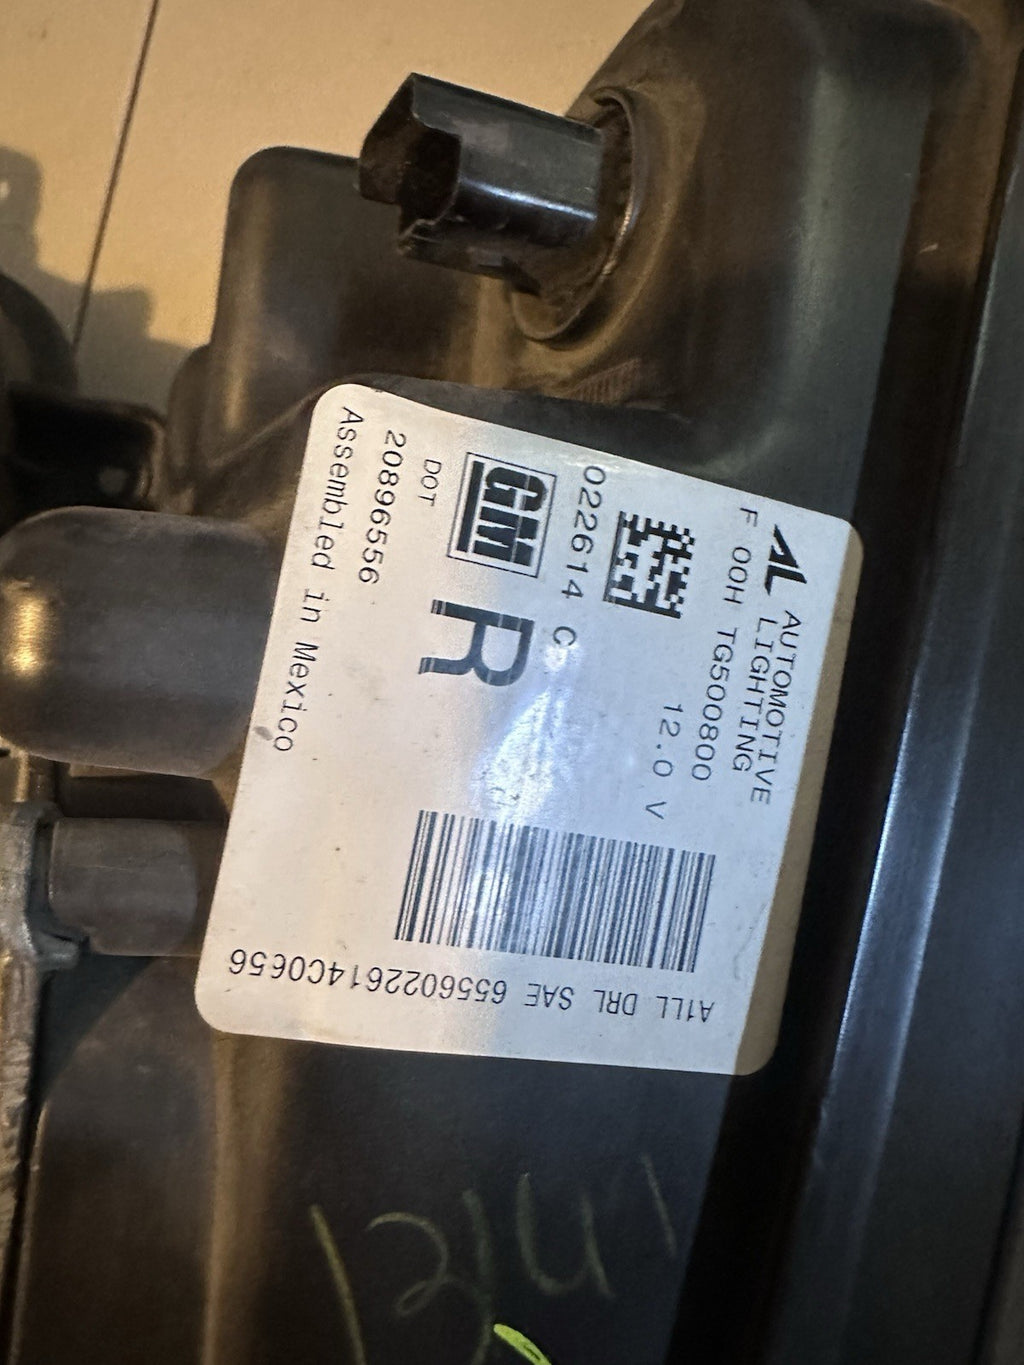 AL AUTOMOTIVE
LIGHTING
F 00H TG500800
12.0 V
022614 C
GM
R
DOT
20896556
Assembled in Mexico
A1LL DRL SAE 6556022614C0656